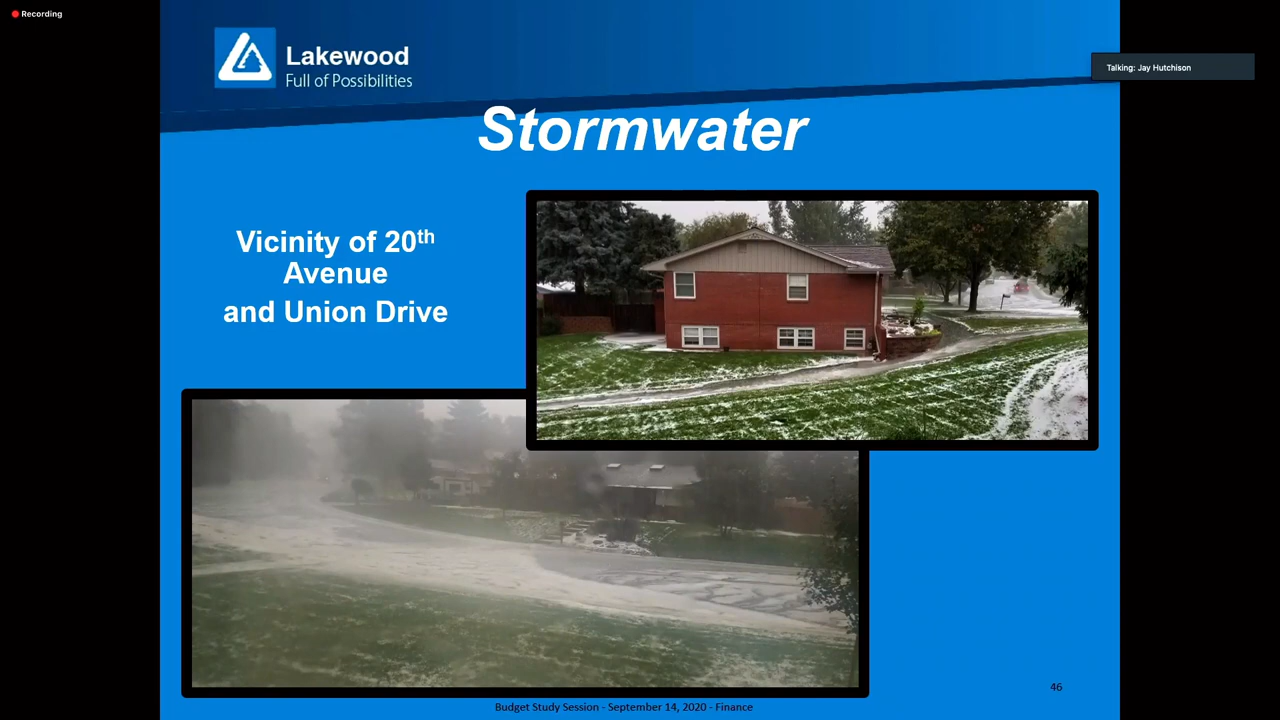 Recording
Lakewood
Full of Possibilities
Talking: Jay Hutchison
Stormwater
Vicinity of 20th
Avenue
and Union Drive
46
Budget Study Session - September 14, 2020 - Finance